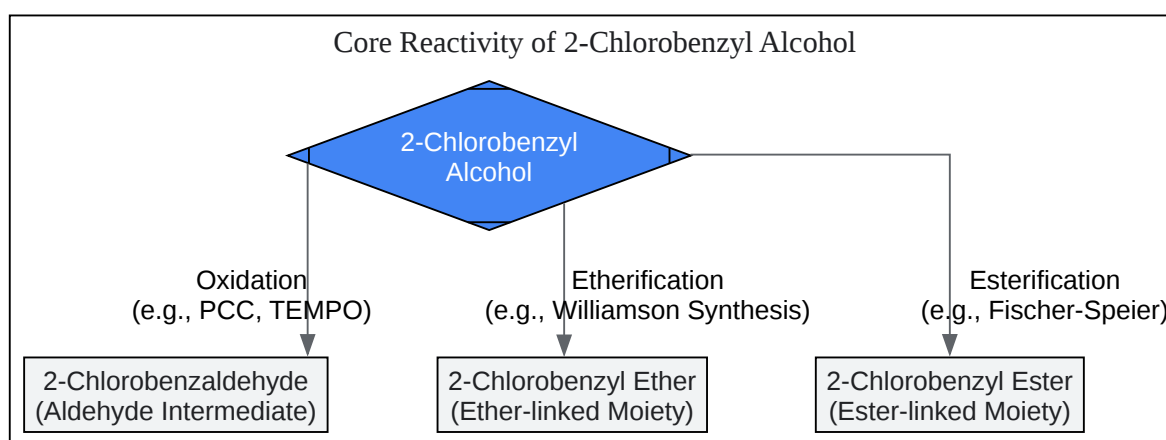 Core Reactivity of 2-Chlorobenzyl Alcohol
2-Chlorobenzyl
Alcohol
Oxidation
(e.g., PCC, TEMPO)
Etherification
(e.g., Williamson Synthesis)
Esterification
(e.g., Fischer-Speier)
2-Chlorobenzaldehyde
(Aldehyde Intermediate)
2-Chlorobenzyl Ether
(Ether-linked Moiety)
2-Chlorobenzyl Ester
(Ester-linked Moiety)